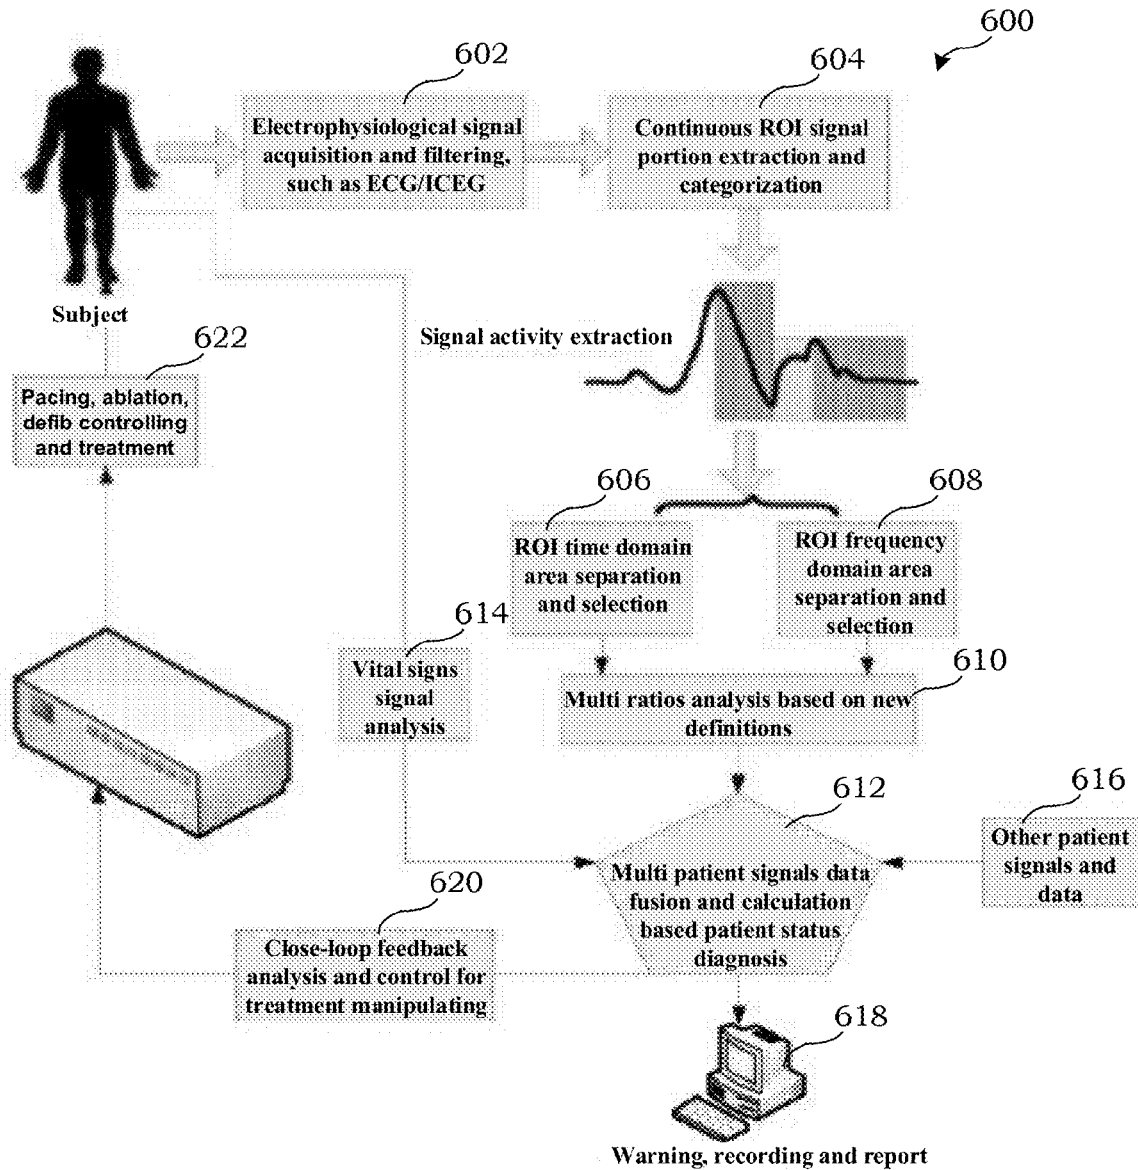 600
602
604
Electrophysiological signal
acquisition and filtering,
such as ECG/ICEG
Continuous ROI signal
portion extraction and
categorization
Subject
Signal activity extraction
622
Pacing, ablation,
defib controlling
and treatment
606
608
ROI time domain
area separation
and selection
ROI frequency
domain area
separation and
selection
614
Vital signs
signal
analysis
610
Multi ratios analysis based on new
definitions
612
616
Other patient
signals and
data
Multi patient signals data
fusion and calculation
based patient status
diagnosis
620
Close-loop feedback
analysis and control for
treatment manipulating
618
Warning, recording and report